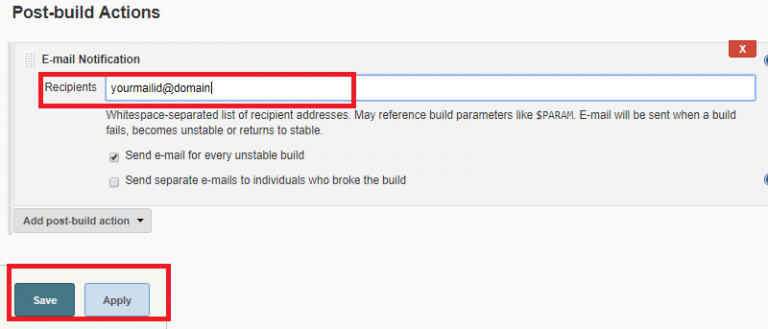 Post-build Actions
X
E-mail Notification
Recipients yourmailid@domain
Whitespace-separated list of recipient addresses. May reference build parameters like $PARAM. E-mail will be sent when a build
fails, becomes unstable or returns to stable.
Send e-mail for every unstable build
Send separate e-mails to individuals who broke the build
Add post-build action
Save Apply